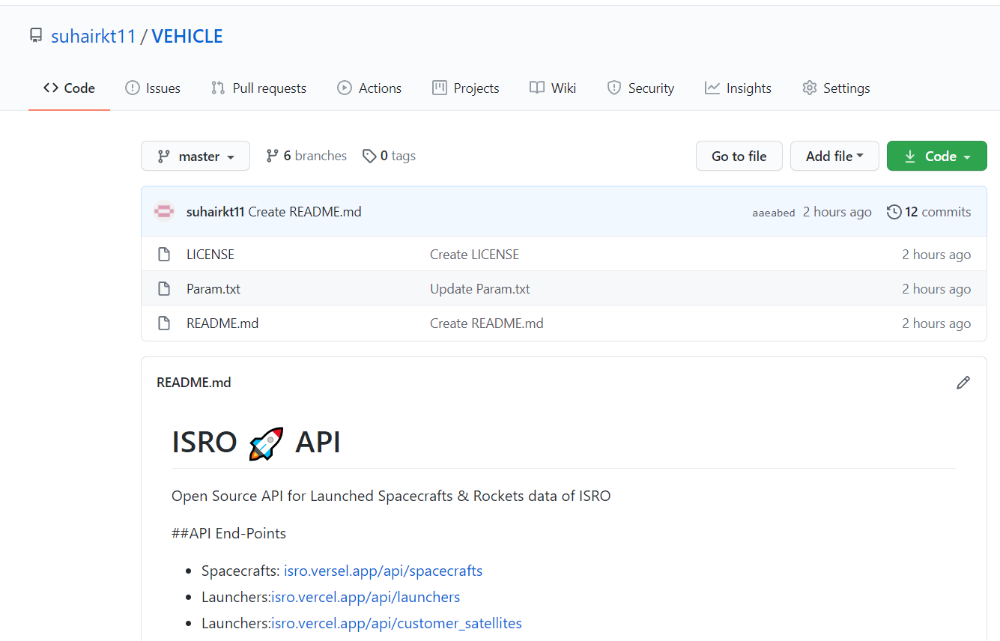 suhairkt11 / VEHICLE
Code Issues Pull requests Actions Projects Wiki Security Insights Settings
master 6 branches 0 tags Go to file Add file Code
suhairkt11 Create README.md aaeabed 2 hours ago 12 commits
LICENSE Create LICENSE 2 hours ago
Param.txt Update Param.txt 2 hours ago
README.md Create README.md 2 hours ago
README.md
ISRO 🚀 API
Open Source API for Launched Spacecrafts & Rockets data of ISRO
##API End-Points
• Spacecrafts: isro.versel.app/api/spacecrafts
• Launchers:isro.vercel.app/api/launchers
• Launchers:isro.vercel.app/api/customer_satellites